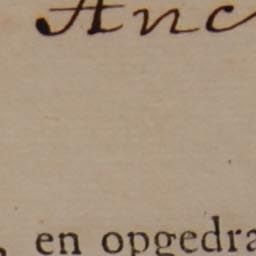 Anc
, en opgedra